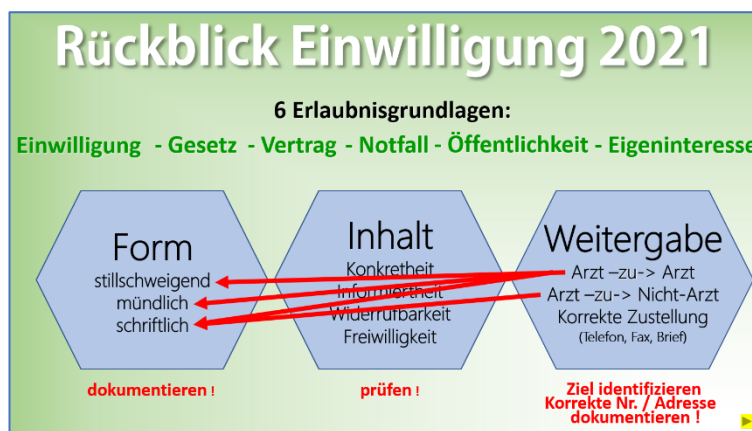 Rückblick Einwilligung 2021
6 Erlaubnisgrundlagen:
Einwilligung - Gesetz - Vertrag - Notfall - Öffentlichkeit - Eigeninteresse
Form
stillschweigend
mündlich
schriftlich
dokumentieren !
Inhalt
Konkretheit
Informiertheit
Widerrufbarkeit
Freiwilligkeit
prüfen !
Weitergabe
Arzt –zu-> Arzt
Arzt –zu-> Nicht-Arzt
Korrekte Zustellung
(Telefon, Fax, Brief)
Ziel identifizieren
Korrekte Nr. / Adresse
dokumentieren !